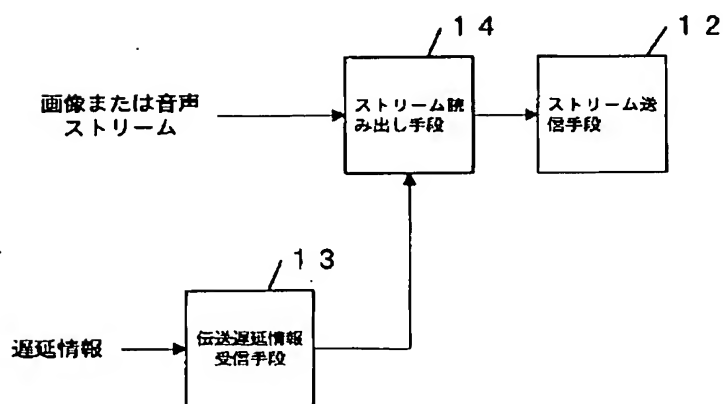 １４
１２
画像または音声
ストリーム
ストリーム読
み出し手段
ストリーム送
信手段
１３
遅延情報
伝送遅延情報
受信手段